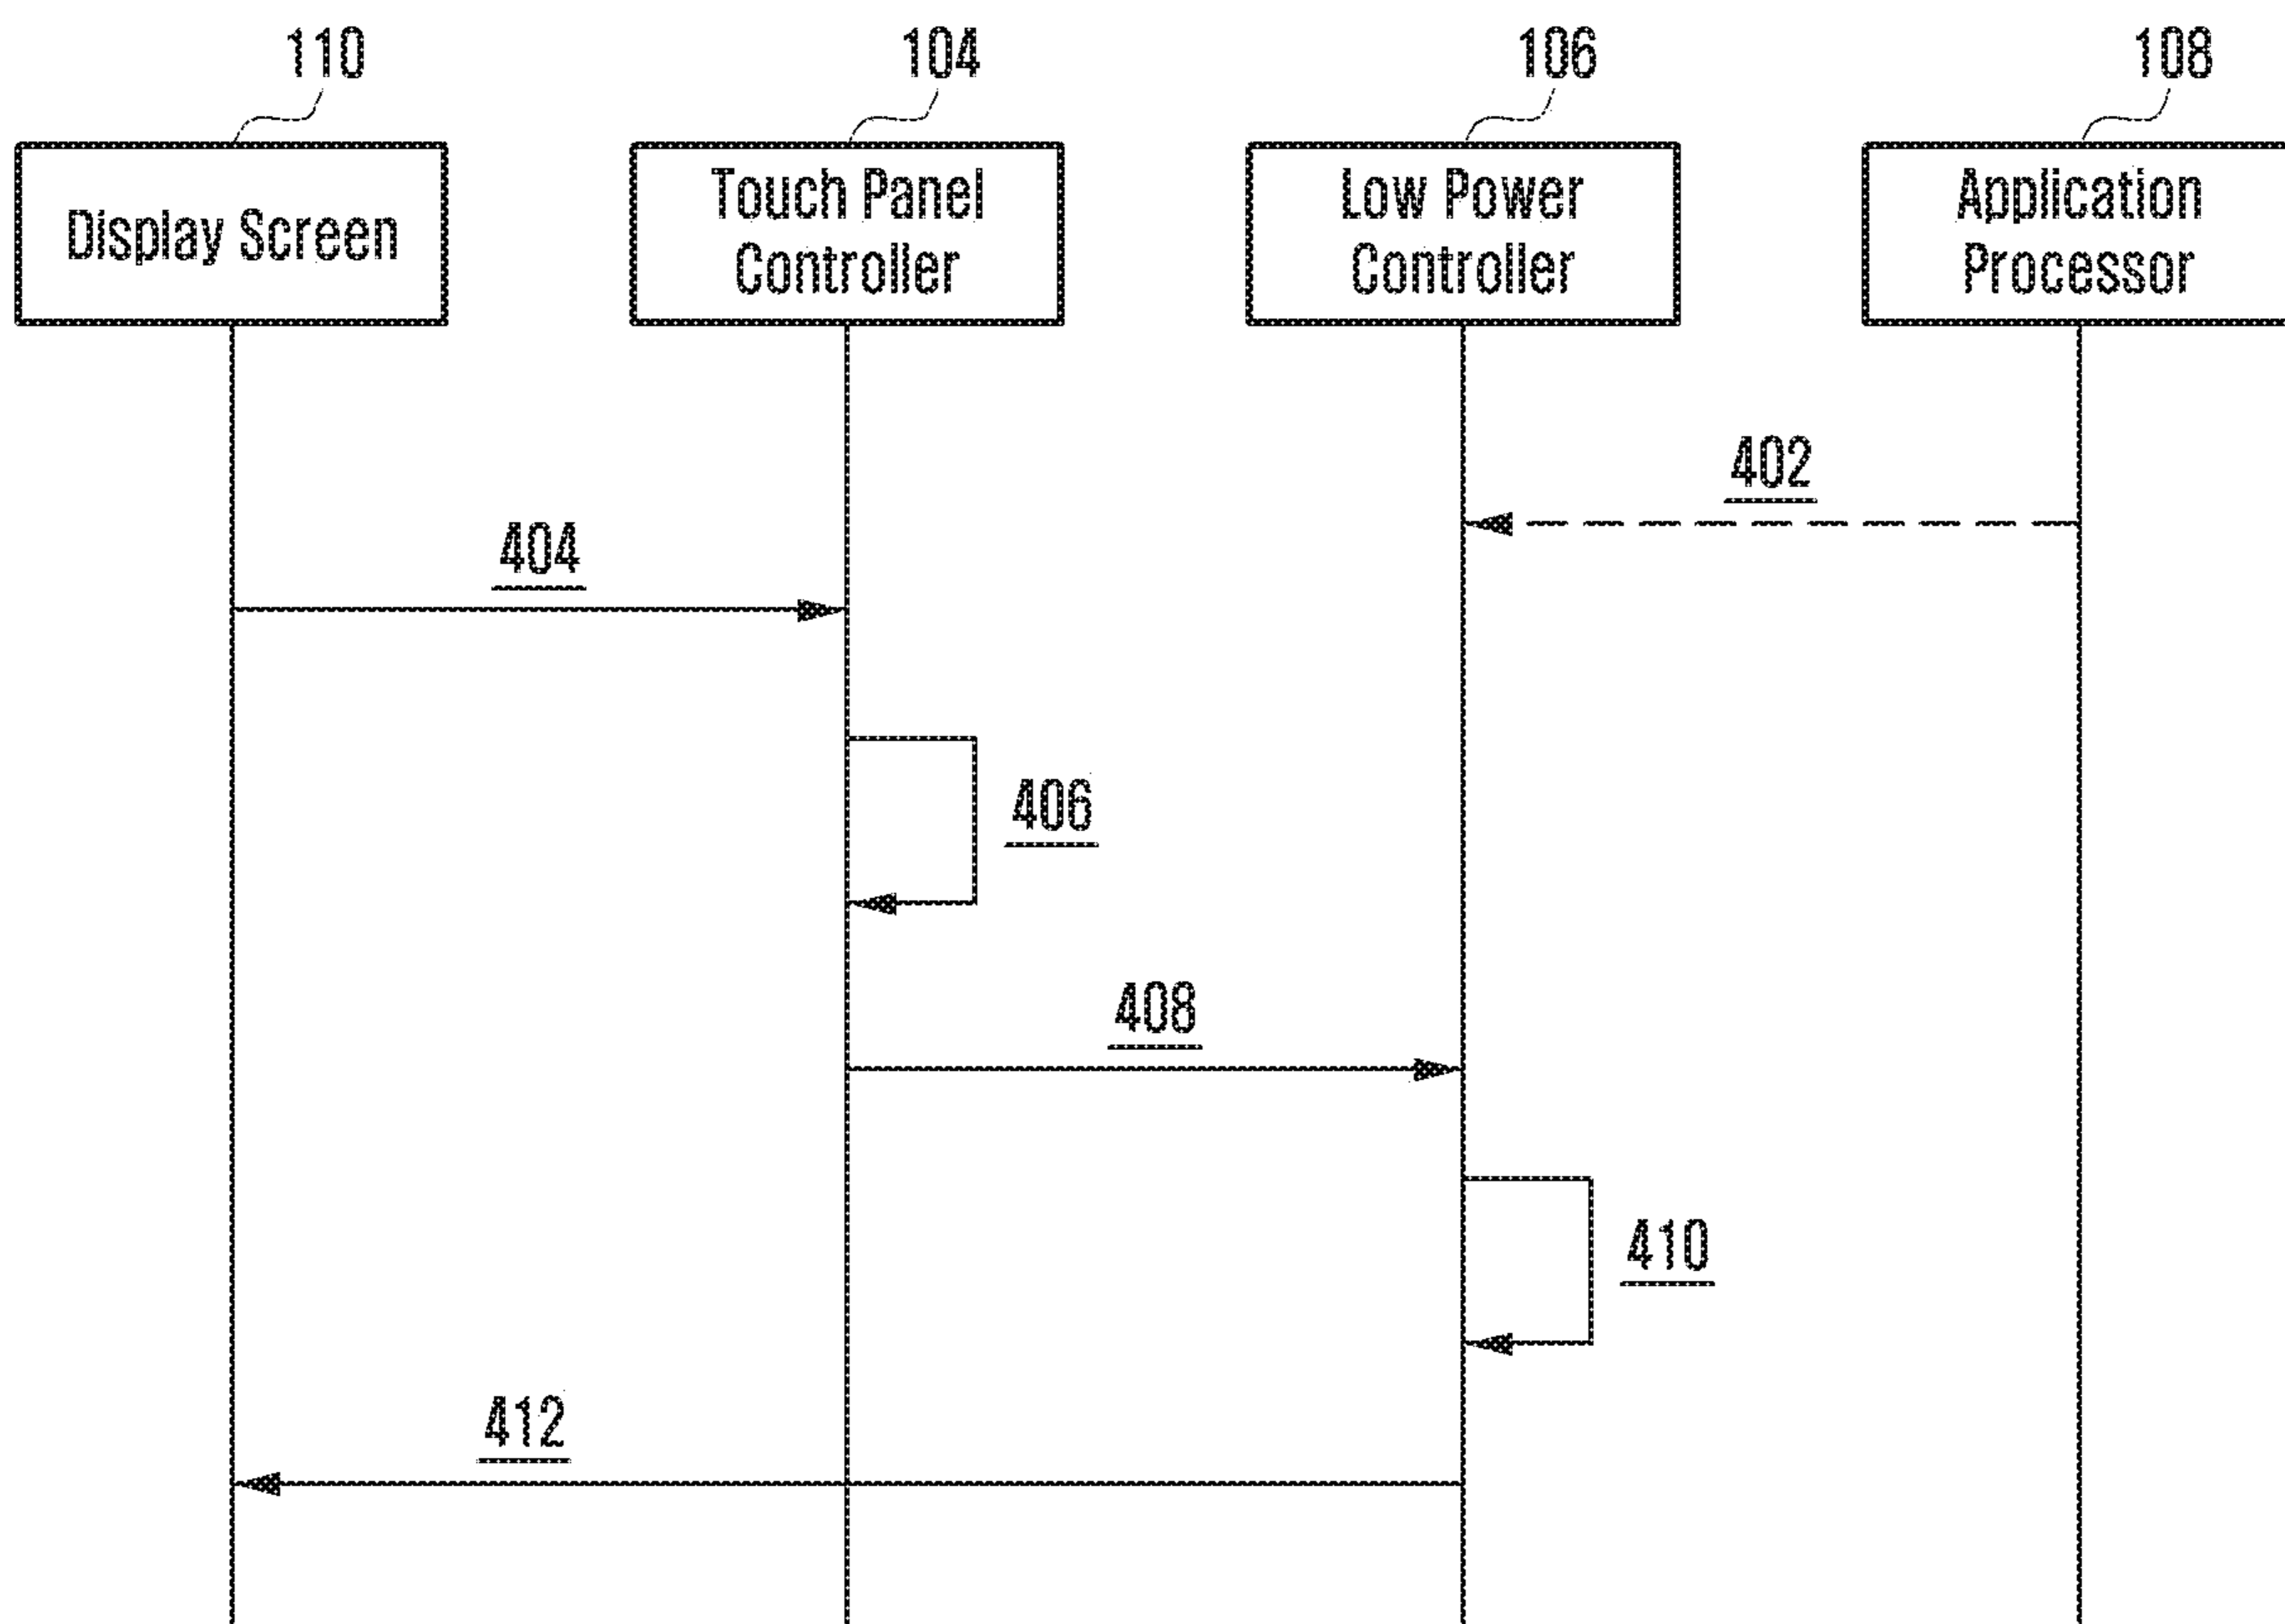 110
104
106
108
Display Screen
Touch Panel
Controller
Low Power
Controller
Application
Processor
402
404
406
408
410
412